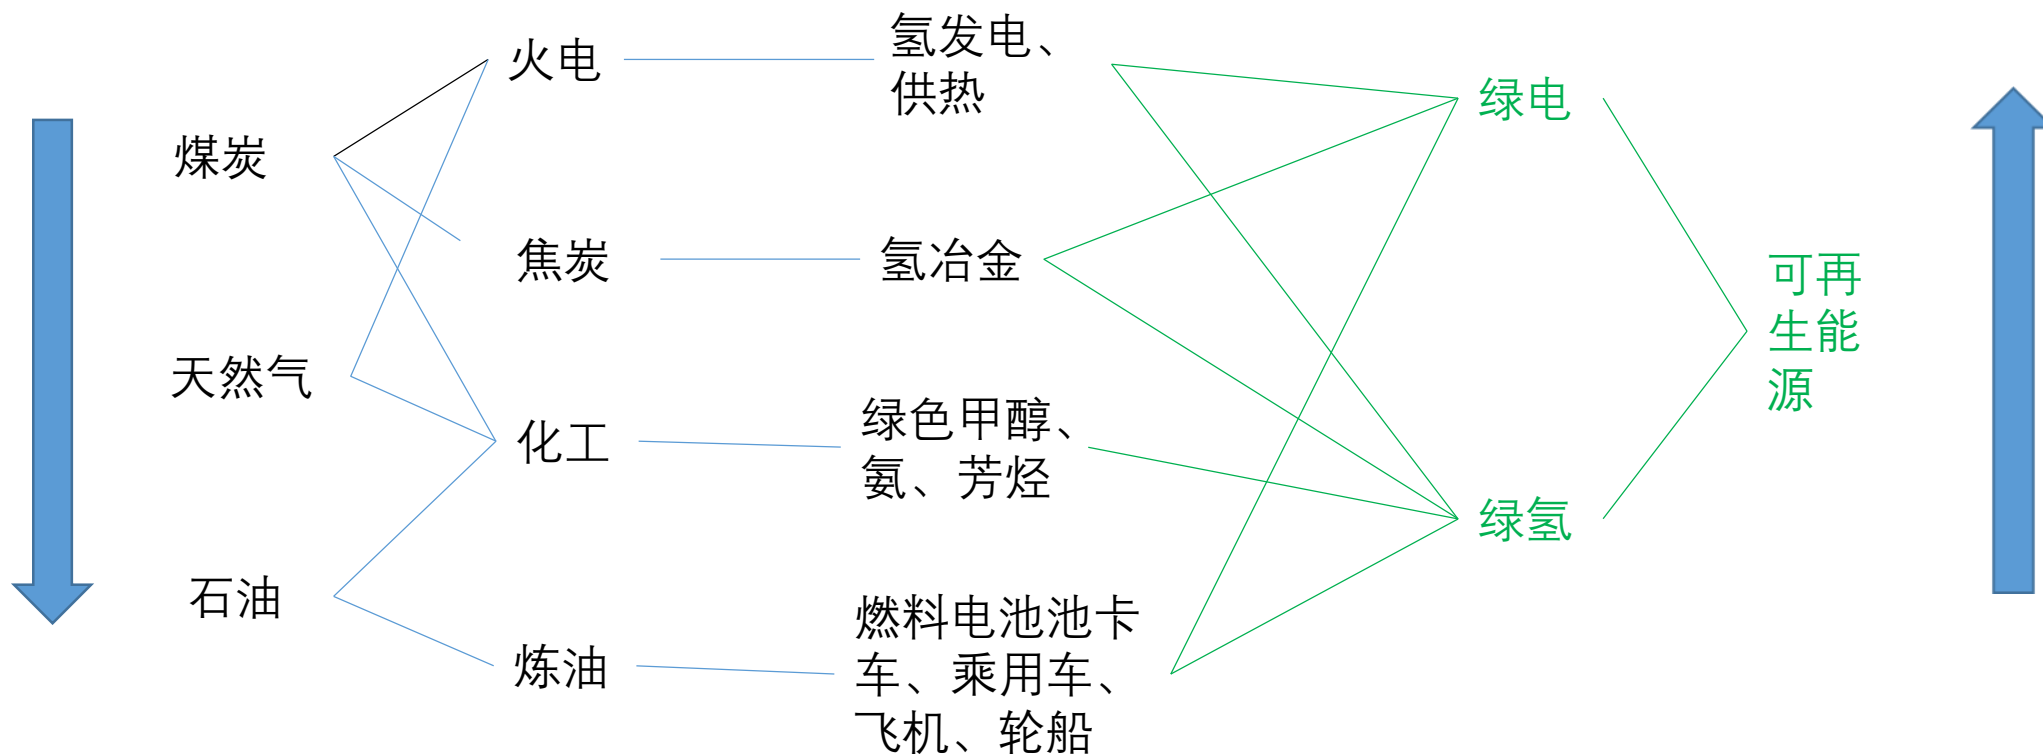 煤炭
天然气
石油
火电
焦炭
化工
炼油
氢发电、
供热
氢冶金
绿色甲醇、
氨、芳烃
燃料电池池卡
车、乘用车、
飞机、轮船
绿电
绿氢
可再
生能
源